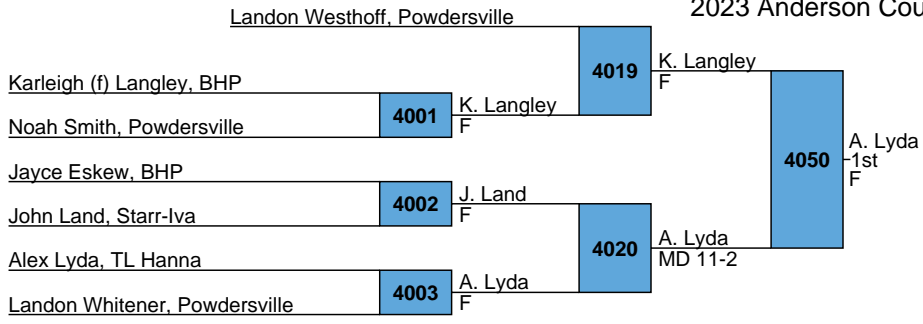 2023 Anderson Cou
Landon Westhoff, Powdersville
4019
K. Langley
F
Karleigh (f) Langley, BHP
4001
K. Langley
F
Noah Smith, Powdersville
4050
A. Lyda
1st
F
Jayce Eskew, BHP
4002
J. Land
F
John Land, Starr-Iva
4020
A. Lyda
MD 11-2
Alex Lyda, TL Hanna
4003
A. Lyda
F
Landon Whitener, Powdersville